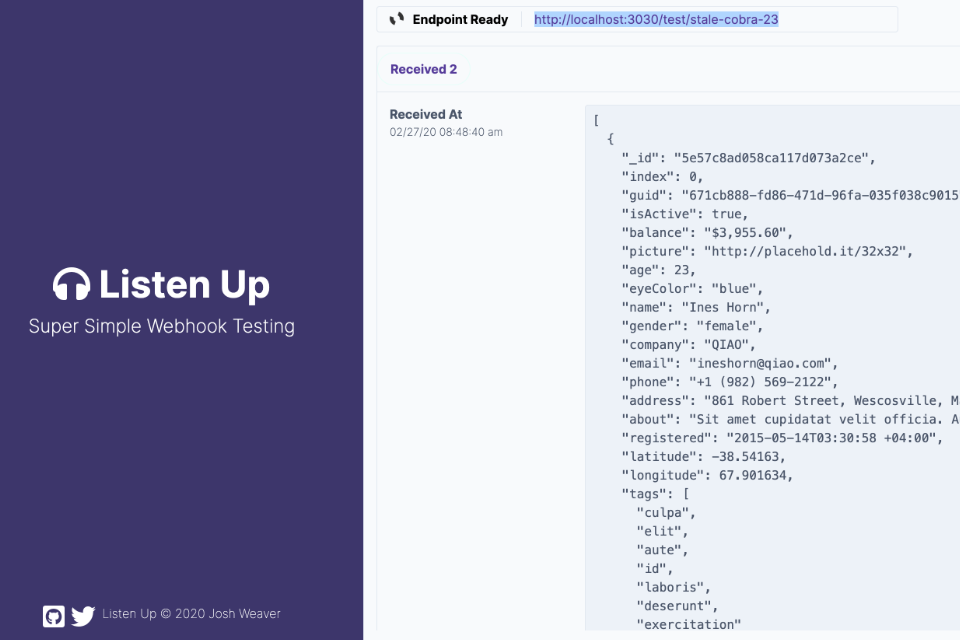 Endpoint Ready http://localhost:3030/test/stale-cobra-23
Received 2
Received At
02/27/20 08:48:40 am
[
{
"_id": "5e57c8ad058ca117d073a2ce",
"index": 0,
"guid": "671cb888-fd86-471d-96fa-035f038c9015
"isActive": true,
"balance": "$3,955.60",
"picture": "http://placehold.it/32x32",
"age": 23,
"eyeColor": "blue",
"name": "Ines Horn",
"gender": "female",
"company": "QIAO",
"email": "ineshorn@qiao.com",
"phone": "+1 (982) 569-2122",
"address": "861 Robert Street, Wescosville, M
"about": "Sit amet cupidatat velit officia. A
"registered": "2015-05-14T03:30:58 +04:00",
"latitude": -38.54163,
"longitude": 67.901634,
"tags": [
"culpa",
"elit",
"aute",
"id",
"laboris",
"deserunt",
"exercitation"
Listen Up
Super Simple Webhook Testing
Listen Up © 2020 Josh Weaver